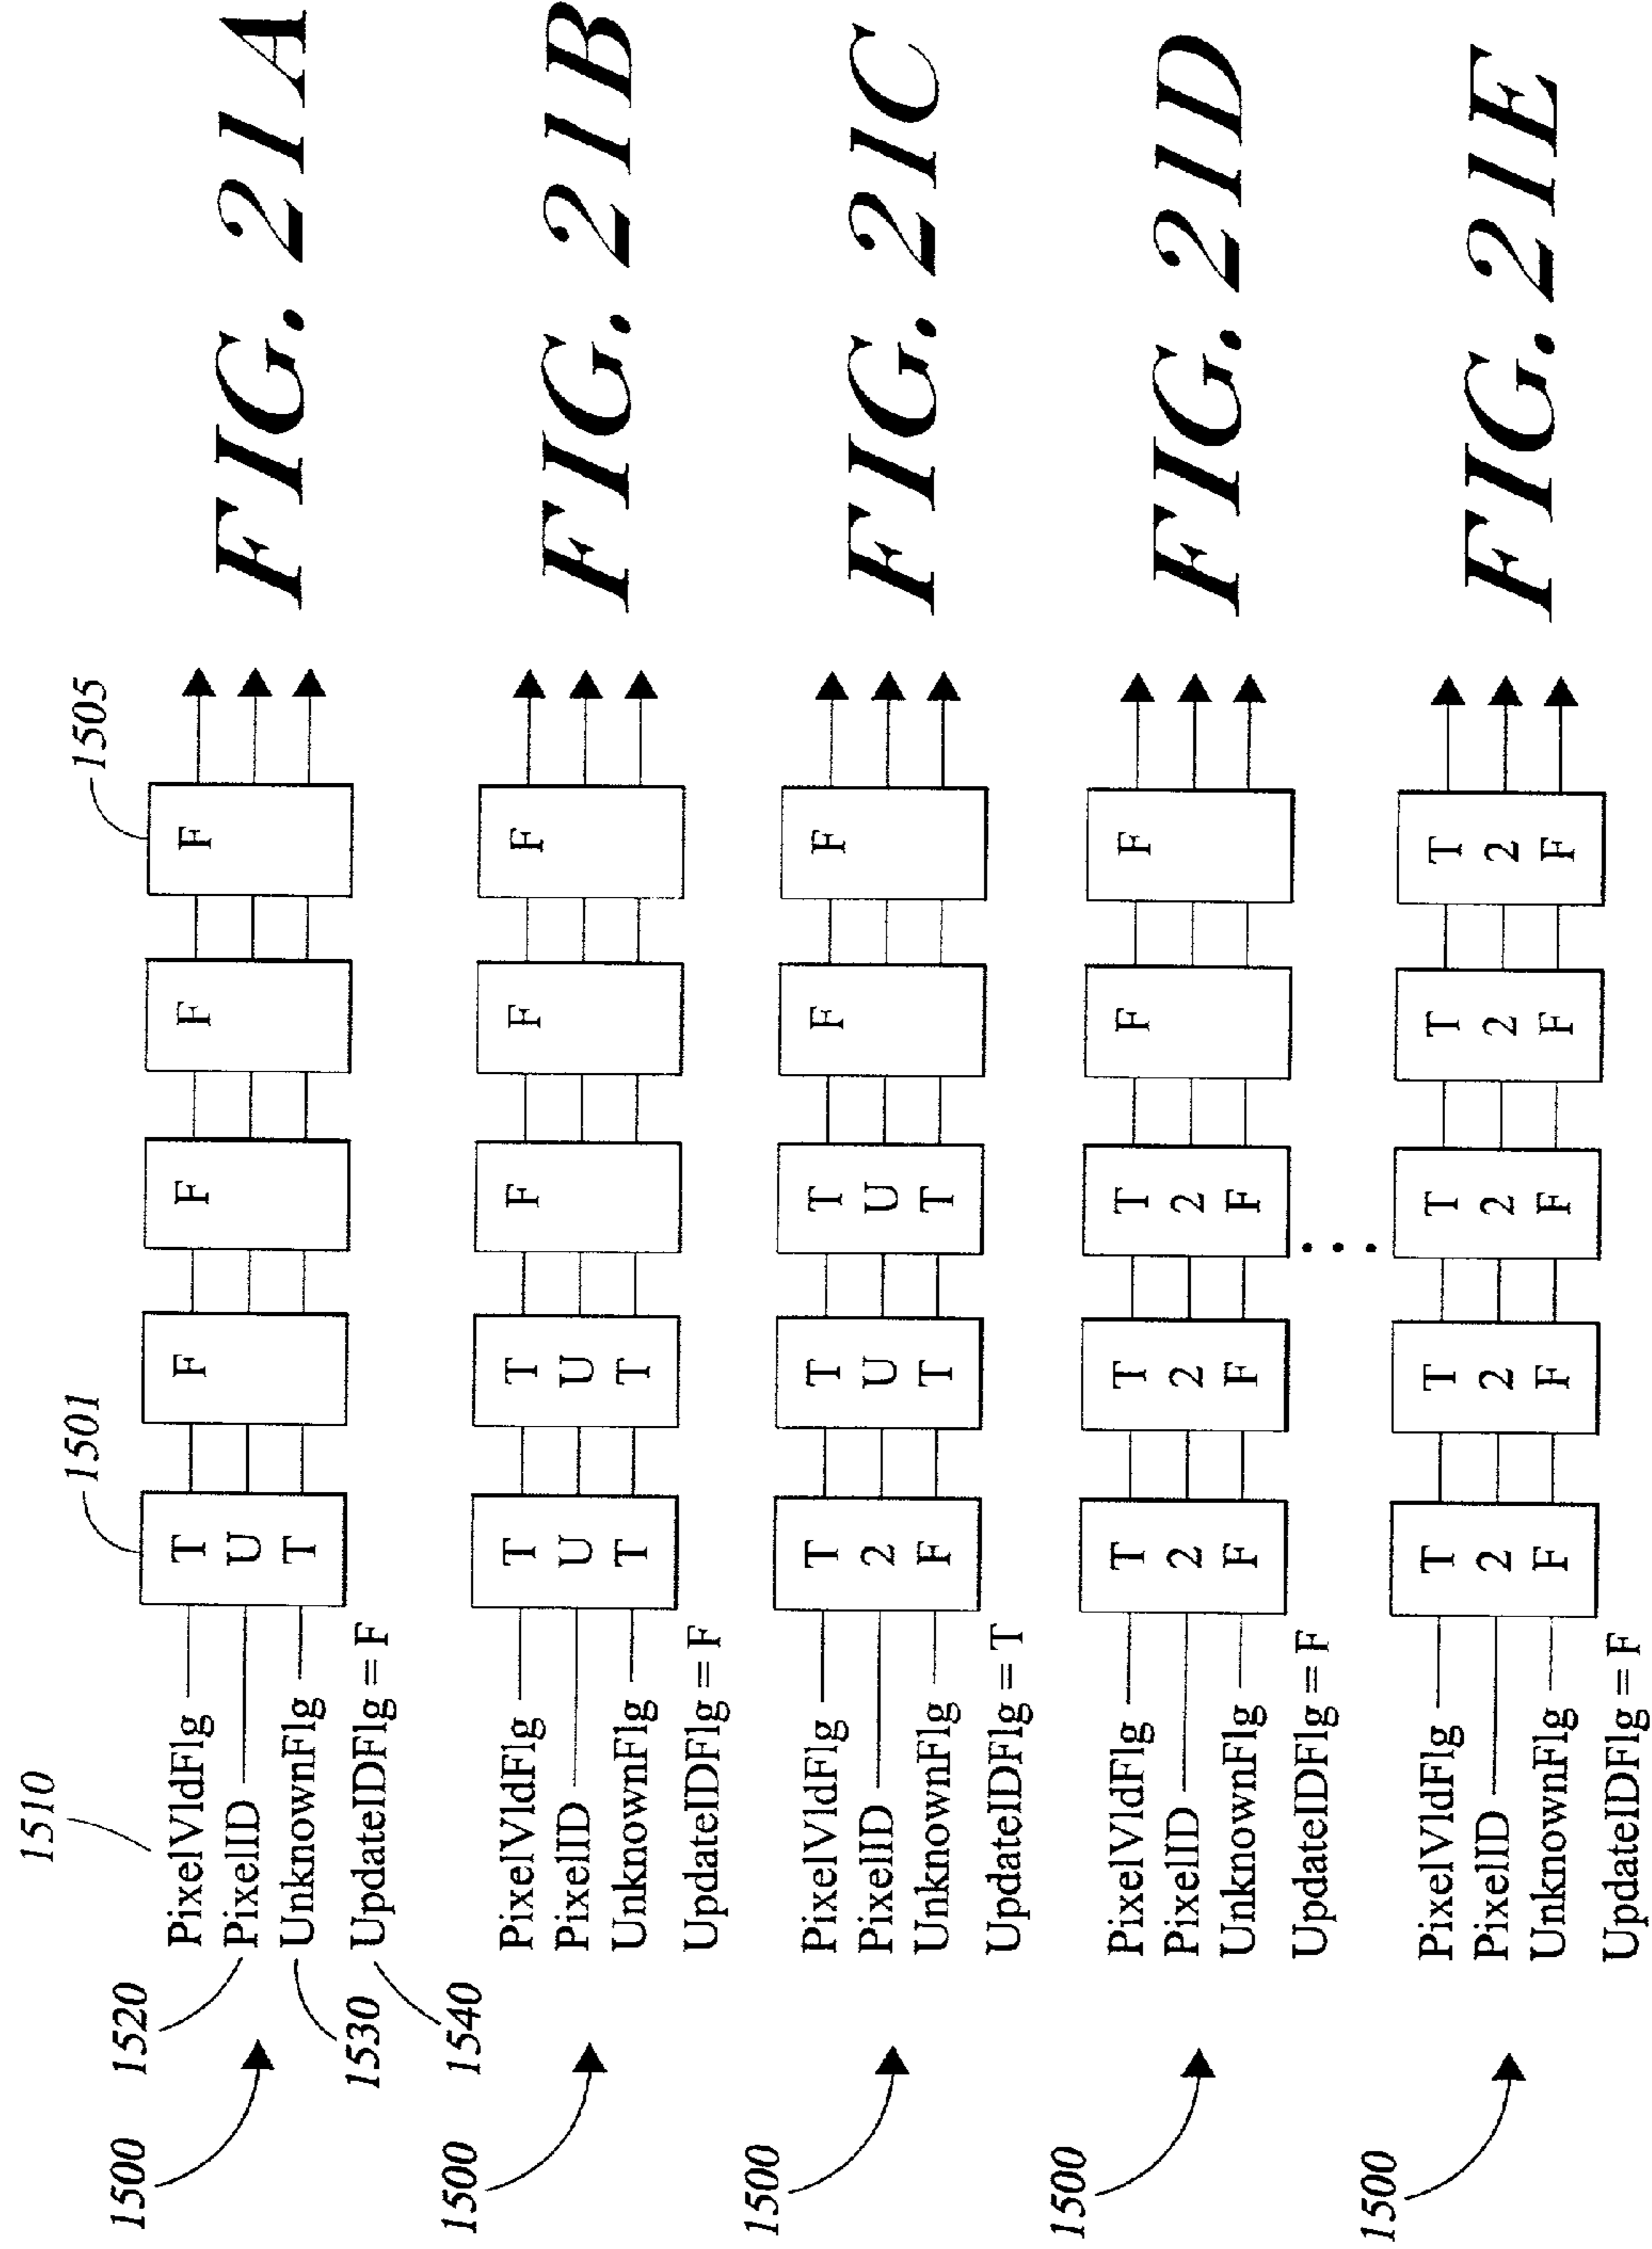 1510
1520
1500
1530
1540
PixelVldFlg
PixelID
UnknownFlg
UpdateIDFlg = F
1501
1505
T F F F F
U
T
FIG. 21A
1500
PixelVldFlg
PixelID
UnknownFlg
UpdateIDFlg = F
T T F F F
U U
T T
FIG. 21B
1500
PixelVldFlg
PixelID
UnknownFlg
UpdateIDFlg = T
T T T F F
2 U U
F T T
FIG. 21C
1500
PixelVldFlg
PixelID
UnknownFlg
UpdateIDFlg = F
T T T F F
2 2 2
F F F
FIG. 21D
...
1500
PixelVldFlg
PixelID
UnknownFlg
UpdateIDFlg = F
T T T T T
2 2 2 2 2
F F F F F
FIG. 21E